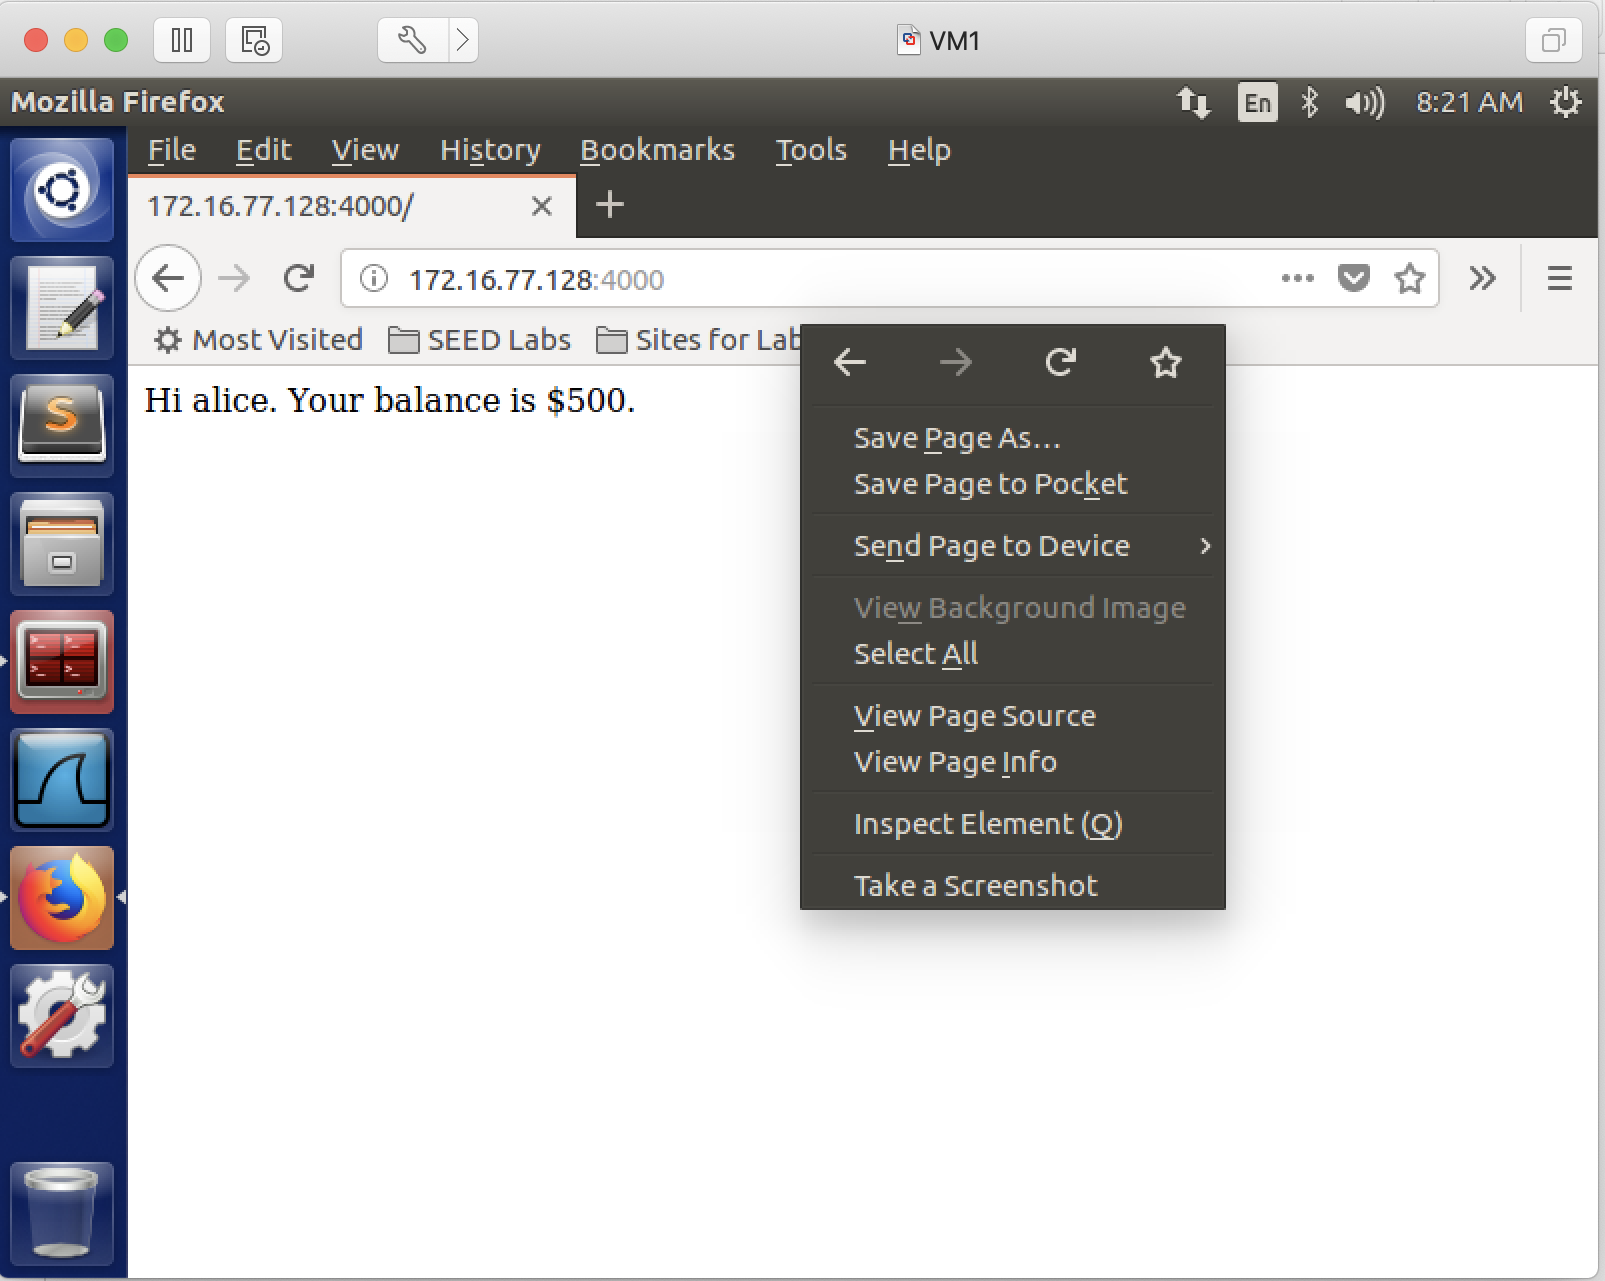 VM1
Mozilla Firefox
En
8:21 AM
File Edit View History Bookmarks Tools Help
172.16.77.128:4000/
172.16.77.128:4000
Most Visited SEED Labs Sites for Lab
Hi alice. Your balance is $500.
Save Page As...
Save Page to Pocket
Send Page to Device
View Background Image
Select All
View Page Source
View Page Info
Inspect Element (Q)
Take a Screenshot